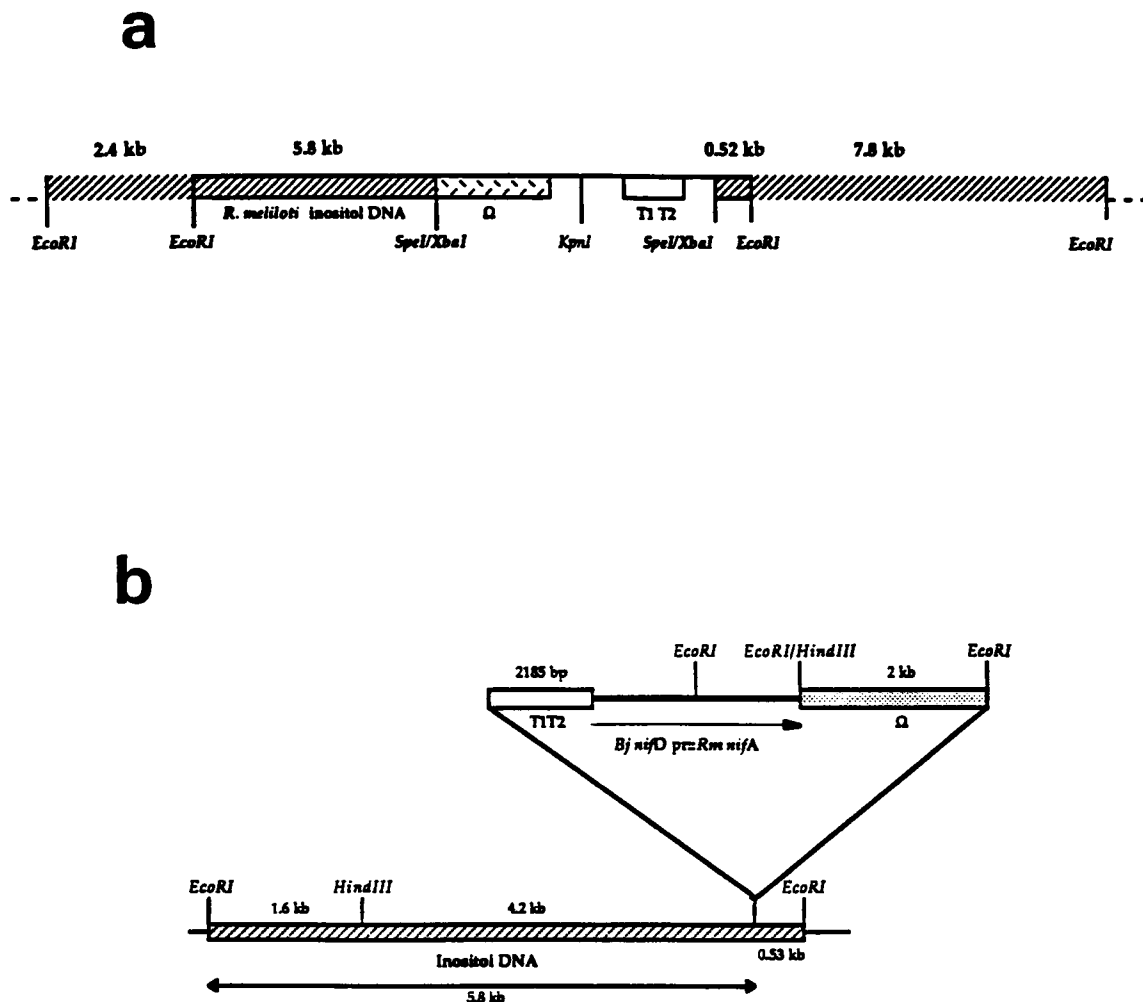 a
2.4 kb 5.8 kb 0.52 kb 7.8 kb
R. meliloti inositol DNA Ω T1 T2
EcoRI EcoRI SpeI/XbaI KpnI SpeI/XbaI EcoRI EcoRI
b
EcoRI EcoRI/HindIII EcoRI
2185 bp 2 kb
T1T2 Ω
Bj nifD pr::Rm nifA
EcoRI HindIII EcoRI
1.6 kb 4.2 kb
Inositol DNA 0.53 kb
5.8 kb